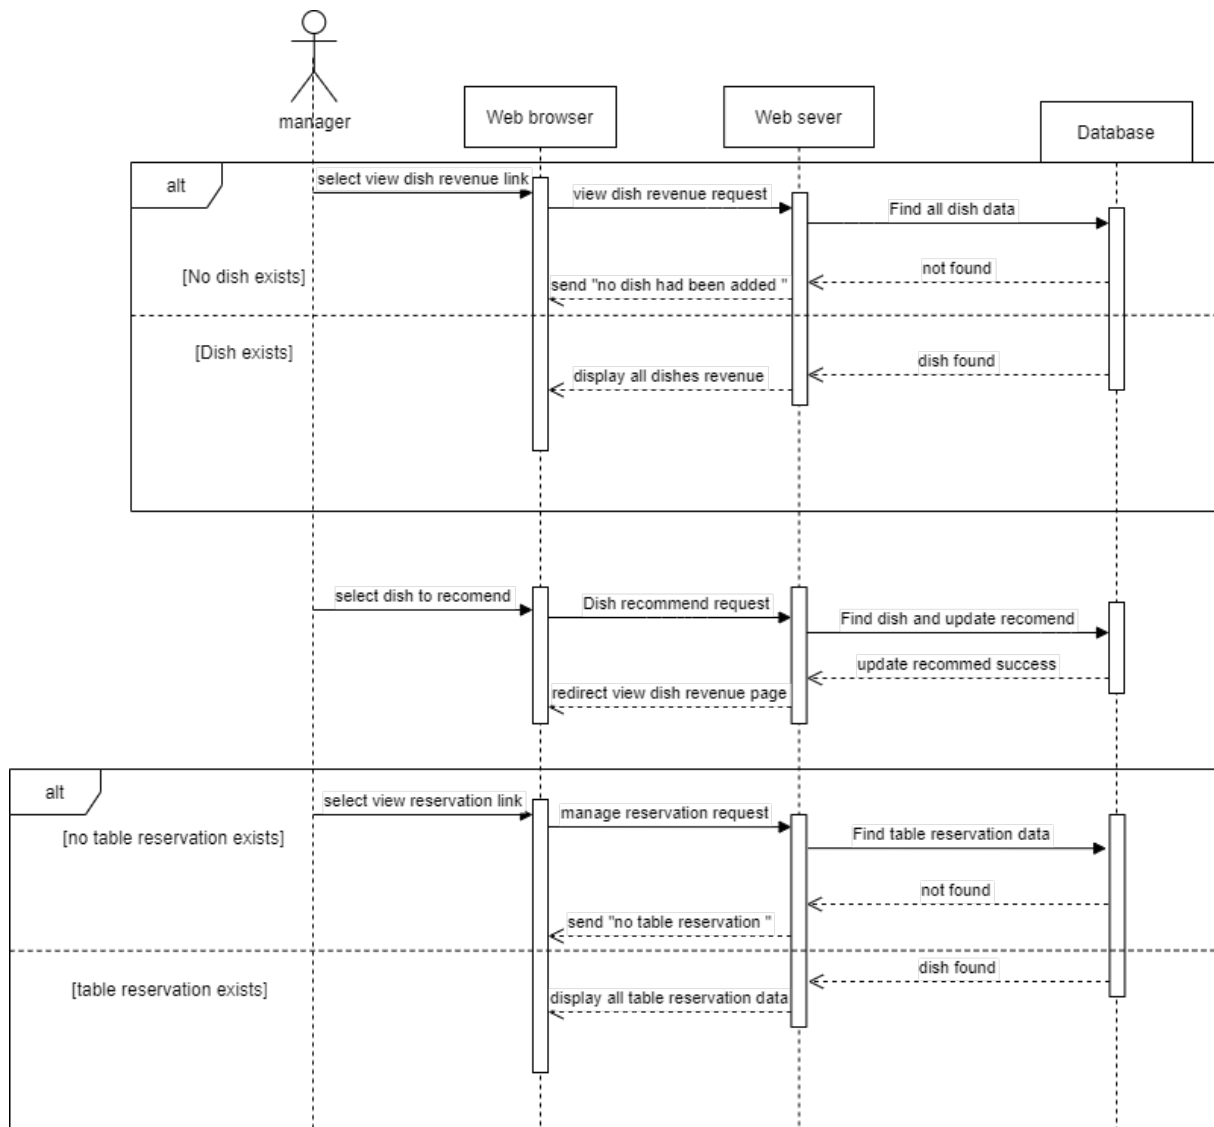 manager
Web browser
Web sever
Database
alt
select view dish revenue link
view dish revenue request
Find all dish data
[No dish exists]
not found
send "no dish had been added "
[Dish exists]
dish found
display all dishes revenue
select dish to recomend
Dish recommend request
Find dish and update recomend
update recommed success
redirect view dish revenue page
alt
select view reservation link
manage reservation request
[no table reservation exists]
Find table reservation data
not found
send "no table reservation "
dish found
[table reservation exists]
display all table reservation data